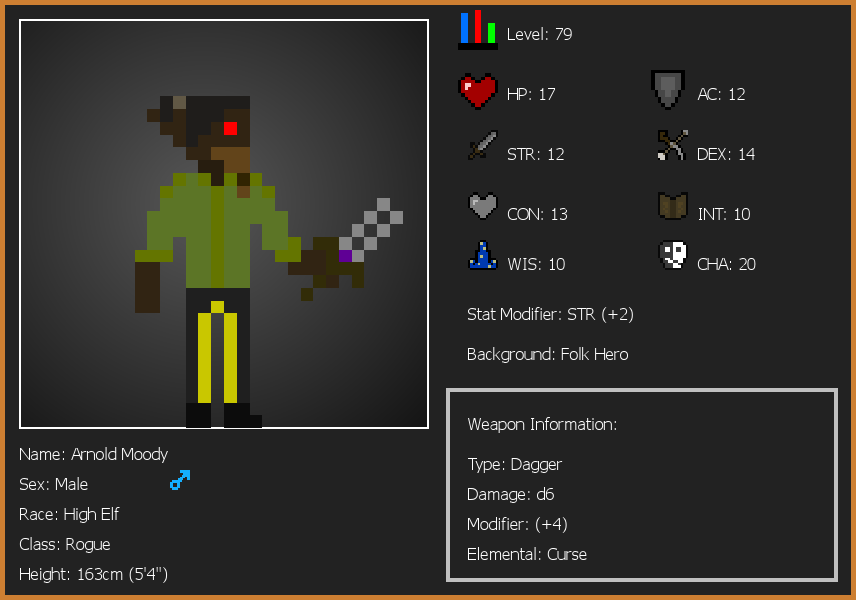 Level: 79
HP: 17
AC: 12
STR: 12
DEX: 14
CON: 13
INT: 10
WIS: 10
CHA: 20
Stat Modifier: STR (+2)
Background: Folk Hero
Weapon Information:
Type: Dagger
Damage: d6
Modifier: (+4)
Elemental: Curse
Name: Arnold Moody
Sex: Male
Race: High Elf
Class: Rogue
Height: 163cm (5'4")